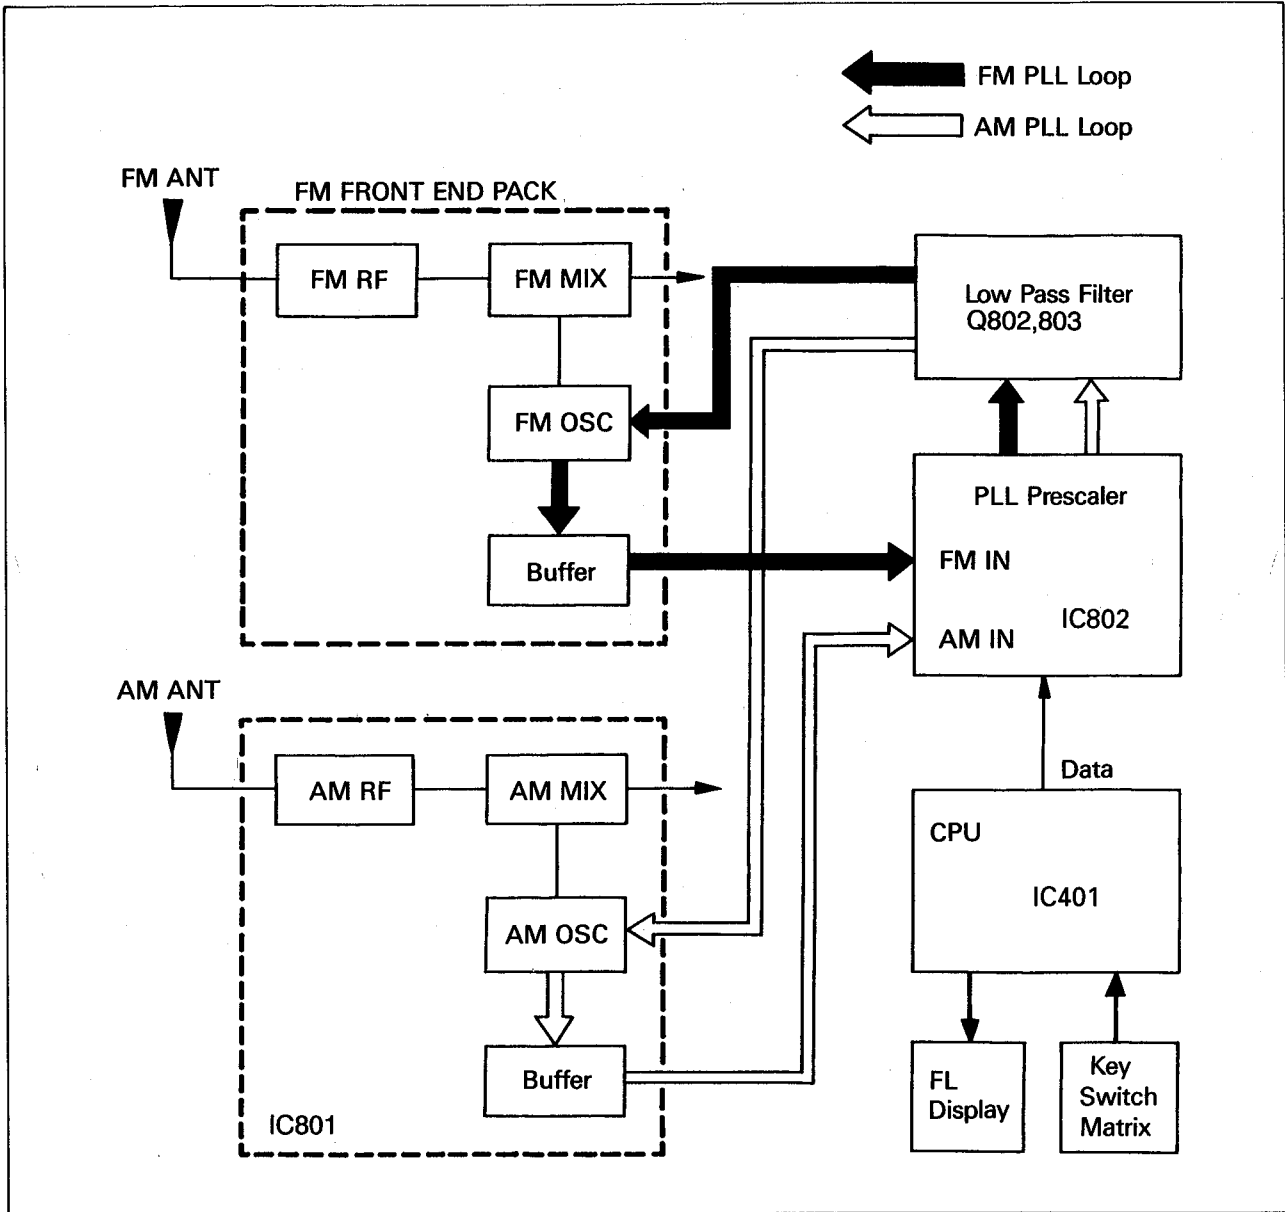 FM PLL Loop
AM PLL Loop
FM ANT
FM FRONT END PACK
FM RF
FM MIX
Low Pass Filter
Q802,803
FM OSC
PLL Prescaler
Buffer
FM IN
IC802
AM IN
AM ANT
AM RF
AM MIX
Data
CPU
IC401
AM OSC
Buffer
IC801
FL
Display
Key
Switch
Matrix